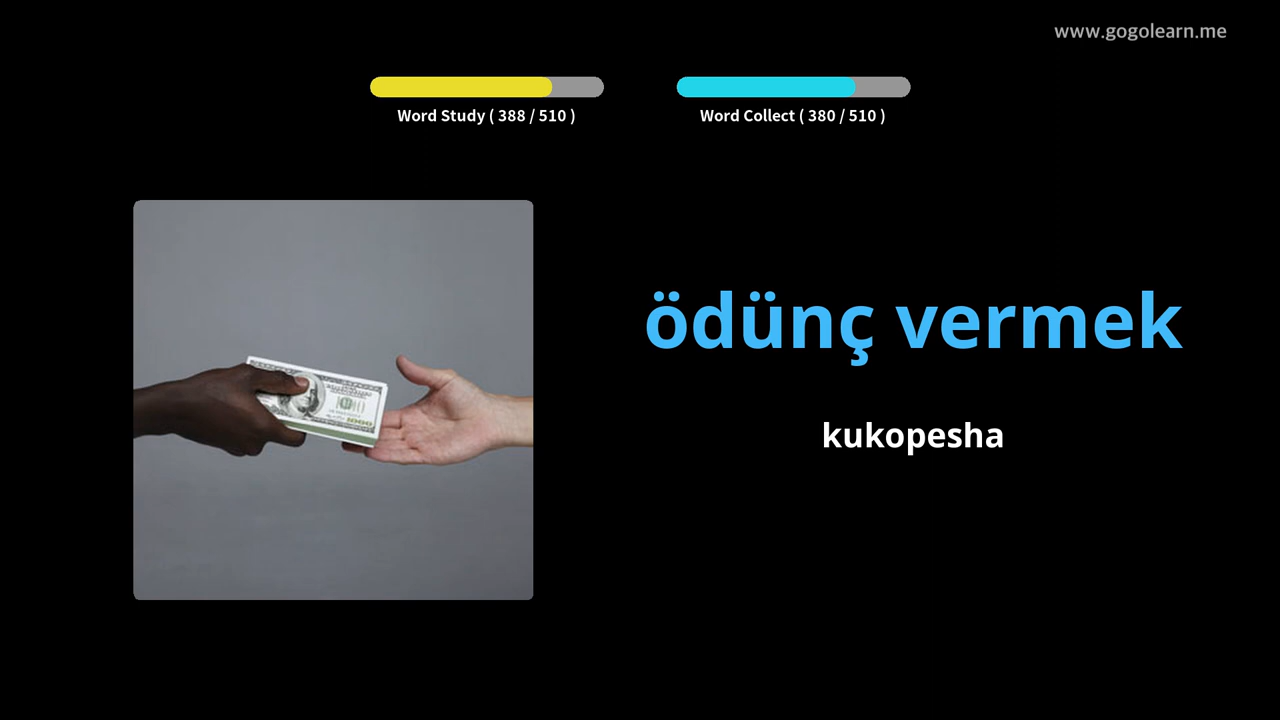 www.gogolearn.me
Word Study ( 388 / 510 )
Word Collect ( 380 / 510 )
ödünç vermek
kukopesha